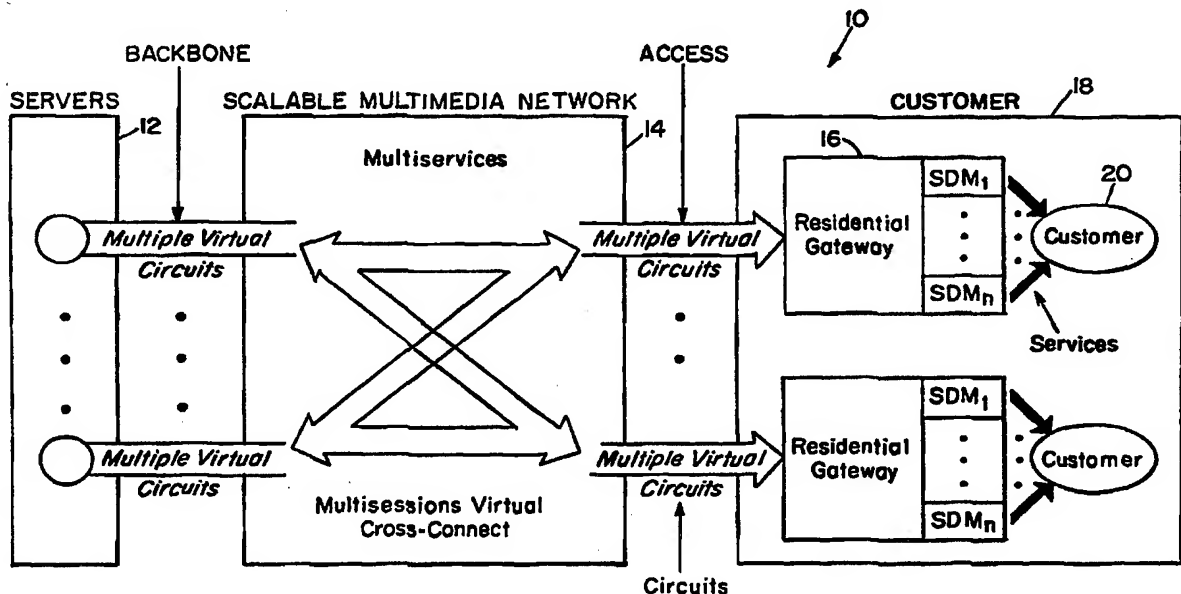 10
BACKBONE
ACCESS
SERVERS
12
SCALABLE MULTIMEDIA NETWORK
14
CUSTOMER
18
Multiservices
16
Residential
Gateway
SDM1
SDMn
20
Customer
Services
Multiple Virtual
Circuits
Multiple Virtual
Circuits
Multiple Virtual
Circuits
Multiple Virtual
Circuits
Multisessions Virtual
Cross-Connect
Residential
Gateway
SDM1
SDMn
Customer
Circuits